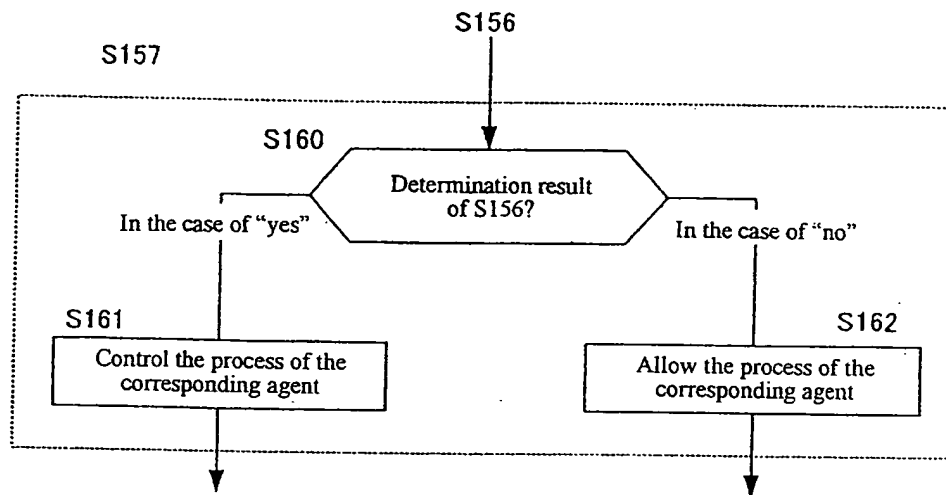 S156
S157
S160
Determination result
of S156?
In the case of “yes”
In the case of “no”
S161
S162
Control the process of the
corresponding agent
Allow the process of the
corresponding agent